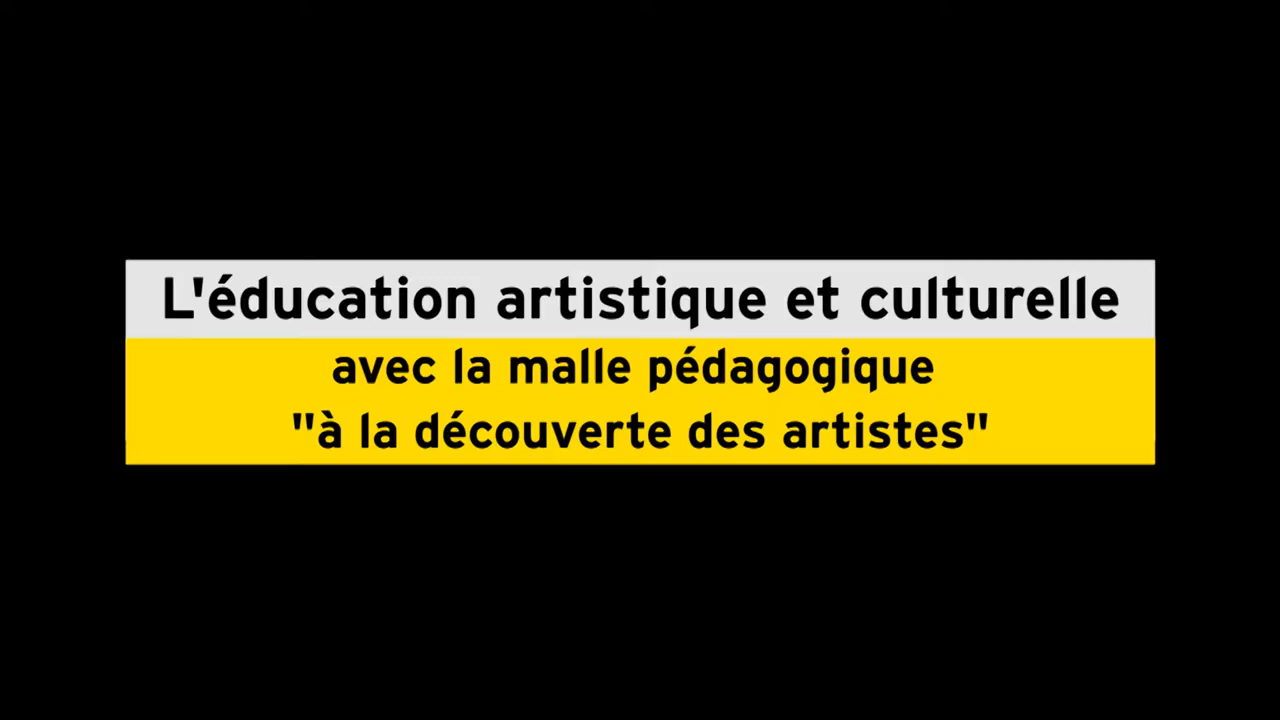 L'éducation artistique et culturelle
avec la malle pédagogique
"à la découverte des artistes"